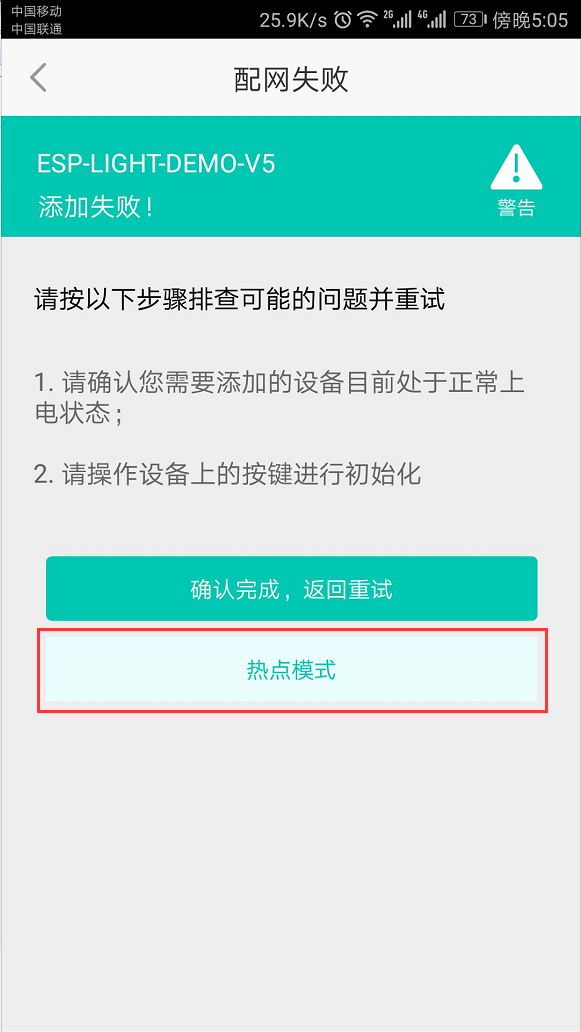 中国移动
中国联通
25.9K/s 2G 4G 73 傍晚5:05
配网失败
ESP-LIGHT-DEMO-V5
添加失败!
警告
请按以下步骤排查可能的问题并重试
1. 请确认您需要添加的设备目前处于正常上
电状态;
2. 请操作设备上的按键进行初始化
确认完成，返回重试
热点模式